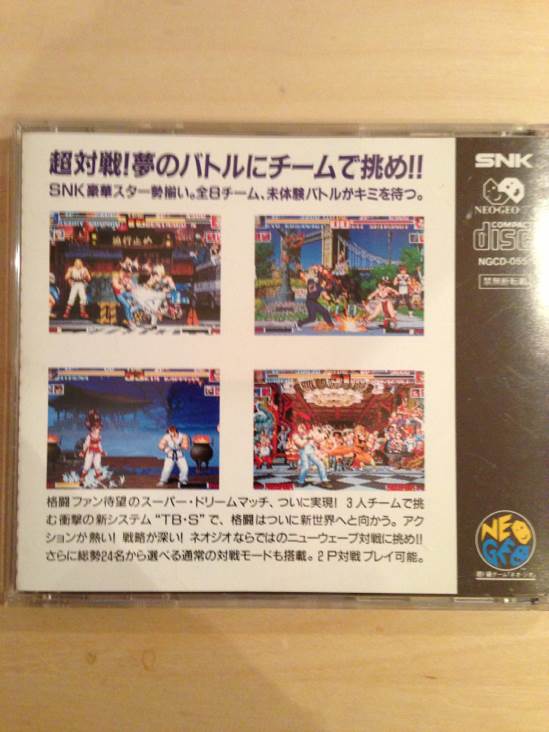 超対戦!夢のバトルにチームで挑め!!
SNK豪華スター勢揃い。全8チーム、未体験バトルがキミを待つ。
格闘ファン待望のスーパー・ドリームマッチ、ついに実現! 3人チームで挑
む衝撃の新システム"TB・S"で、格闘はついに新世界へと向かう。アク
ションが熱い! 戦略が深い! ネオジオならではのニューウェーブ対戦に挑め!!
さらに総勢24名から選べる通常の対戦モードも搭載。2P対戦プレイ可能。
SNK
NEO・GEO
COMPACT
disc
NGCD-055
禁無断転載
NEO
GEO